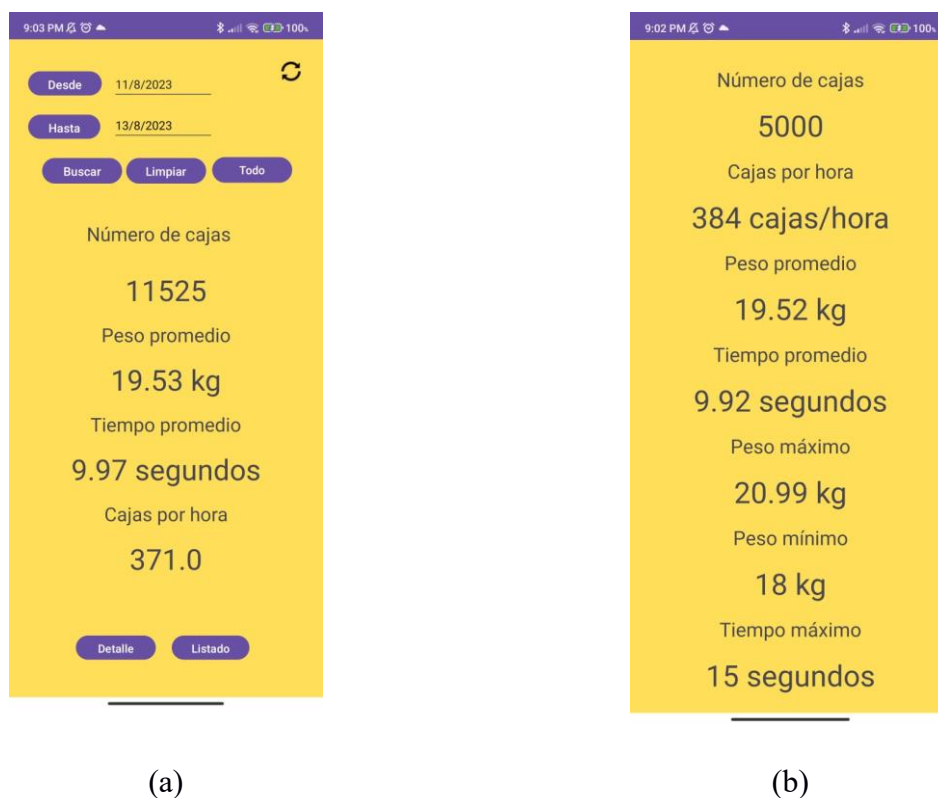 9:03 PM
100
Desde 11/8/2023
Hasta 13/8/2023
Buscar Limpiar Todo
Número de cajas
11525
Peso promedio
19.53 kg
Tiempo promedio
9.97 segundos
Cajas por hora
371.0
Detalle Listado
(a)
9:02 PM
100
Número de cajas
5000
Cajas por hora
384 cajas/hora
Peso promedio
19.52 kg
Tiempo promedio
9.92 segundos
Peso máximo
20.99 kg
Peso mínimo
18 kg
Tiempo máximo
15 segundos
(b)